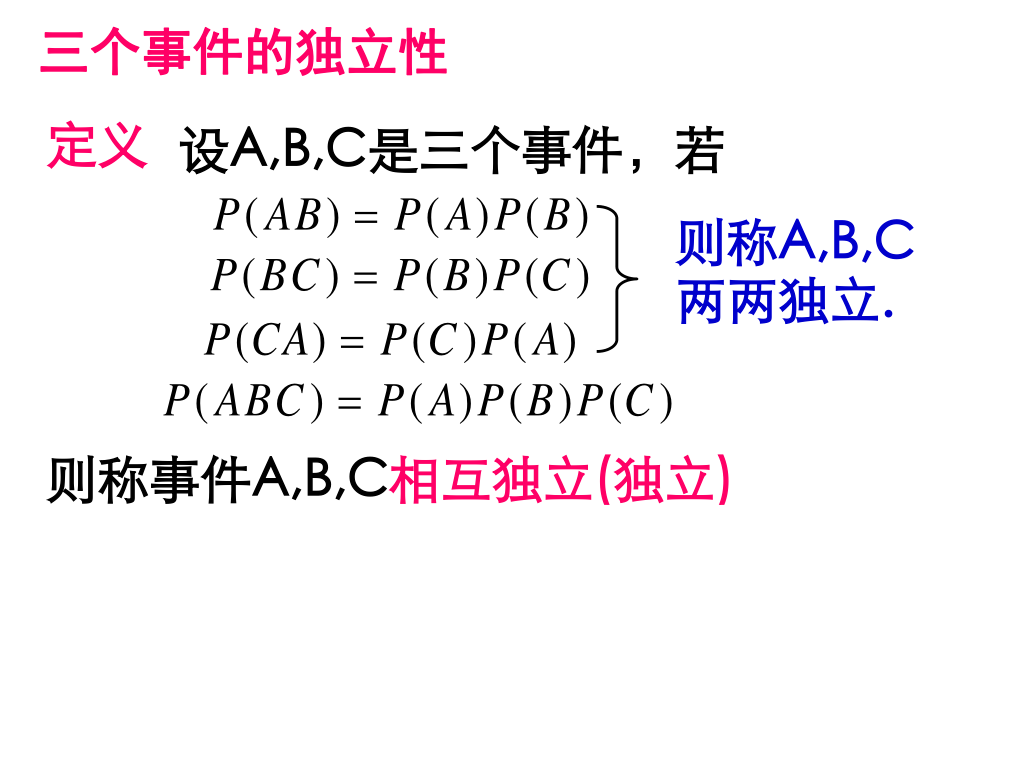 三个事件的独立性
定义 设A,B,C是三个事件，若
P(AB) = P(A)P(B)
P(BC) = P(B)P(C)
P(CA) = P(C)P(A)
则称A,B,C
两两独立.
P(ABC) = P(A)P(B)P(C)
则称事件A,B,C相互独立(独立)